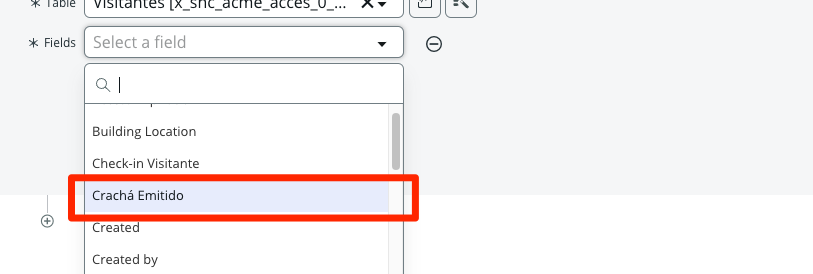 * Table Visitantes [x_snc_acme_acces_0_...
* Fields Select a field
Building Location
Check-in Visitante
Crachá Emitido
Created
Created by